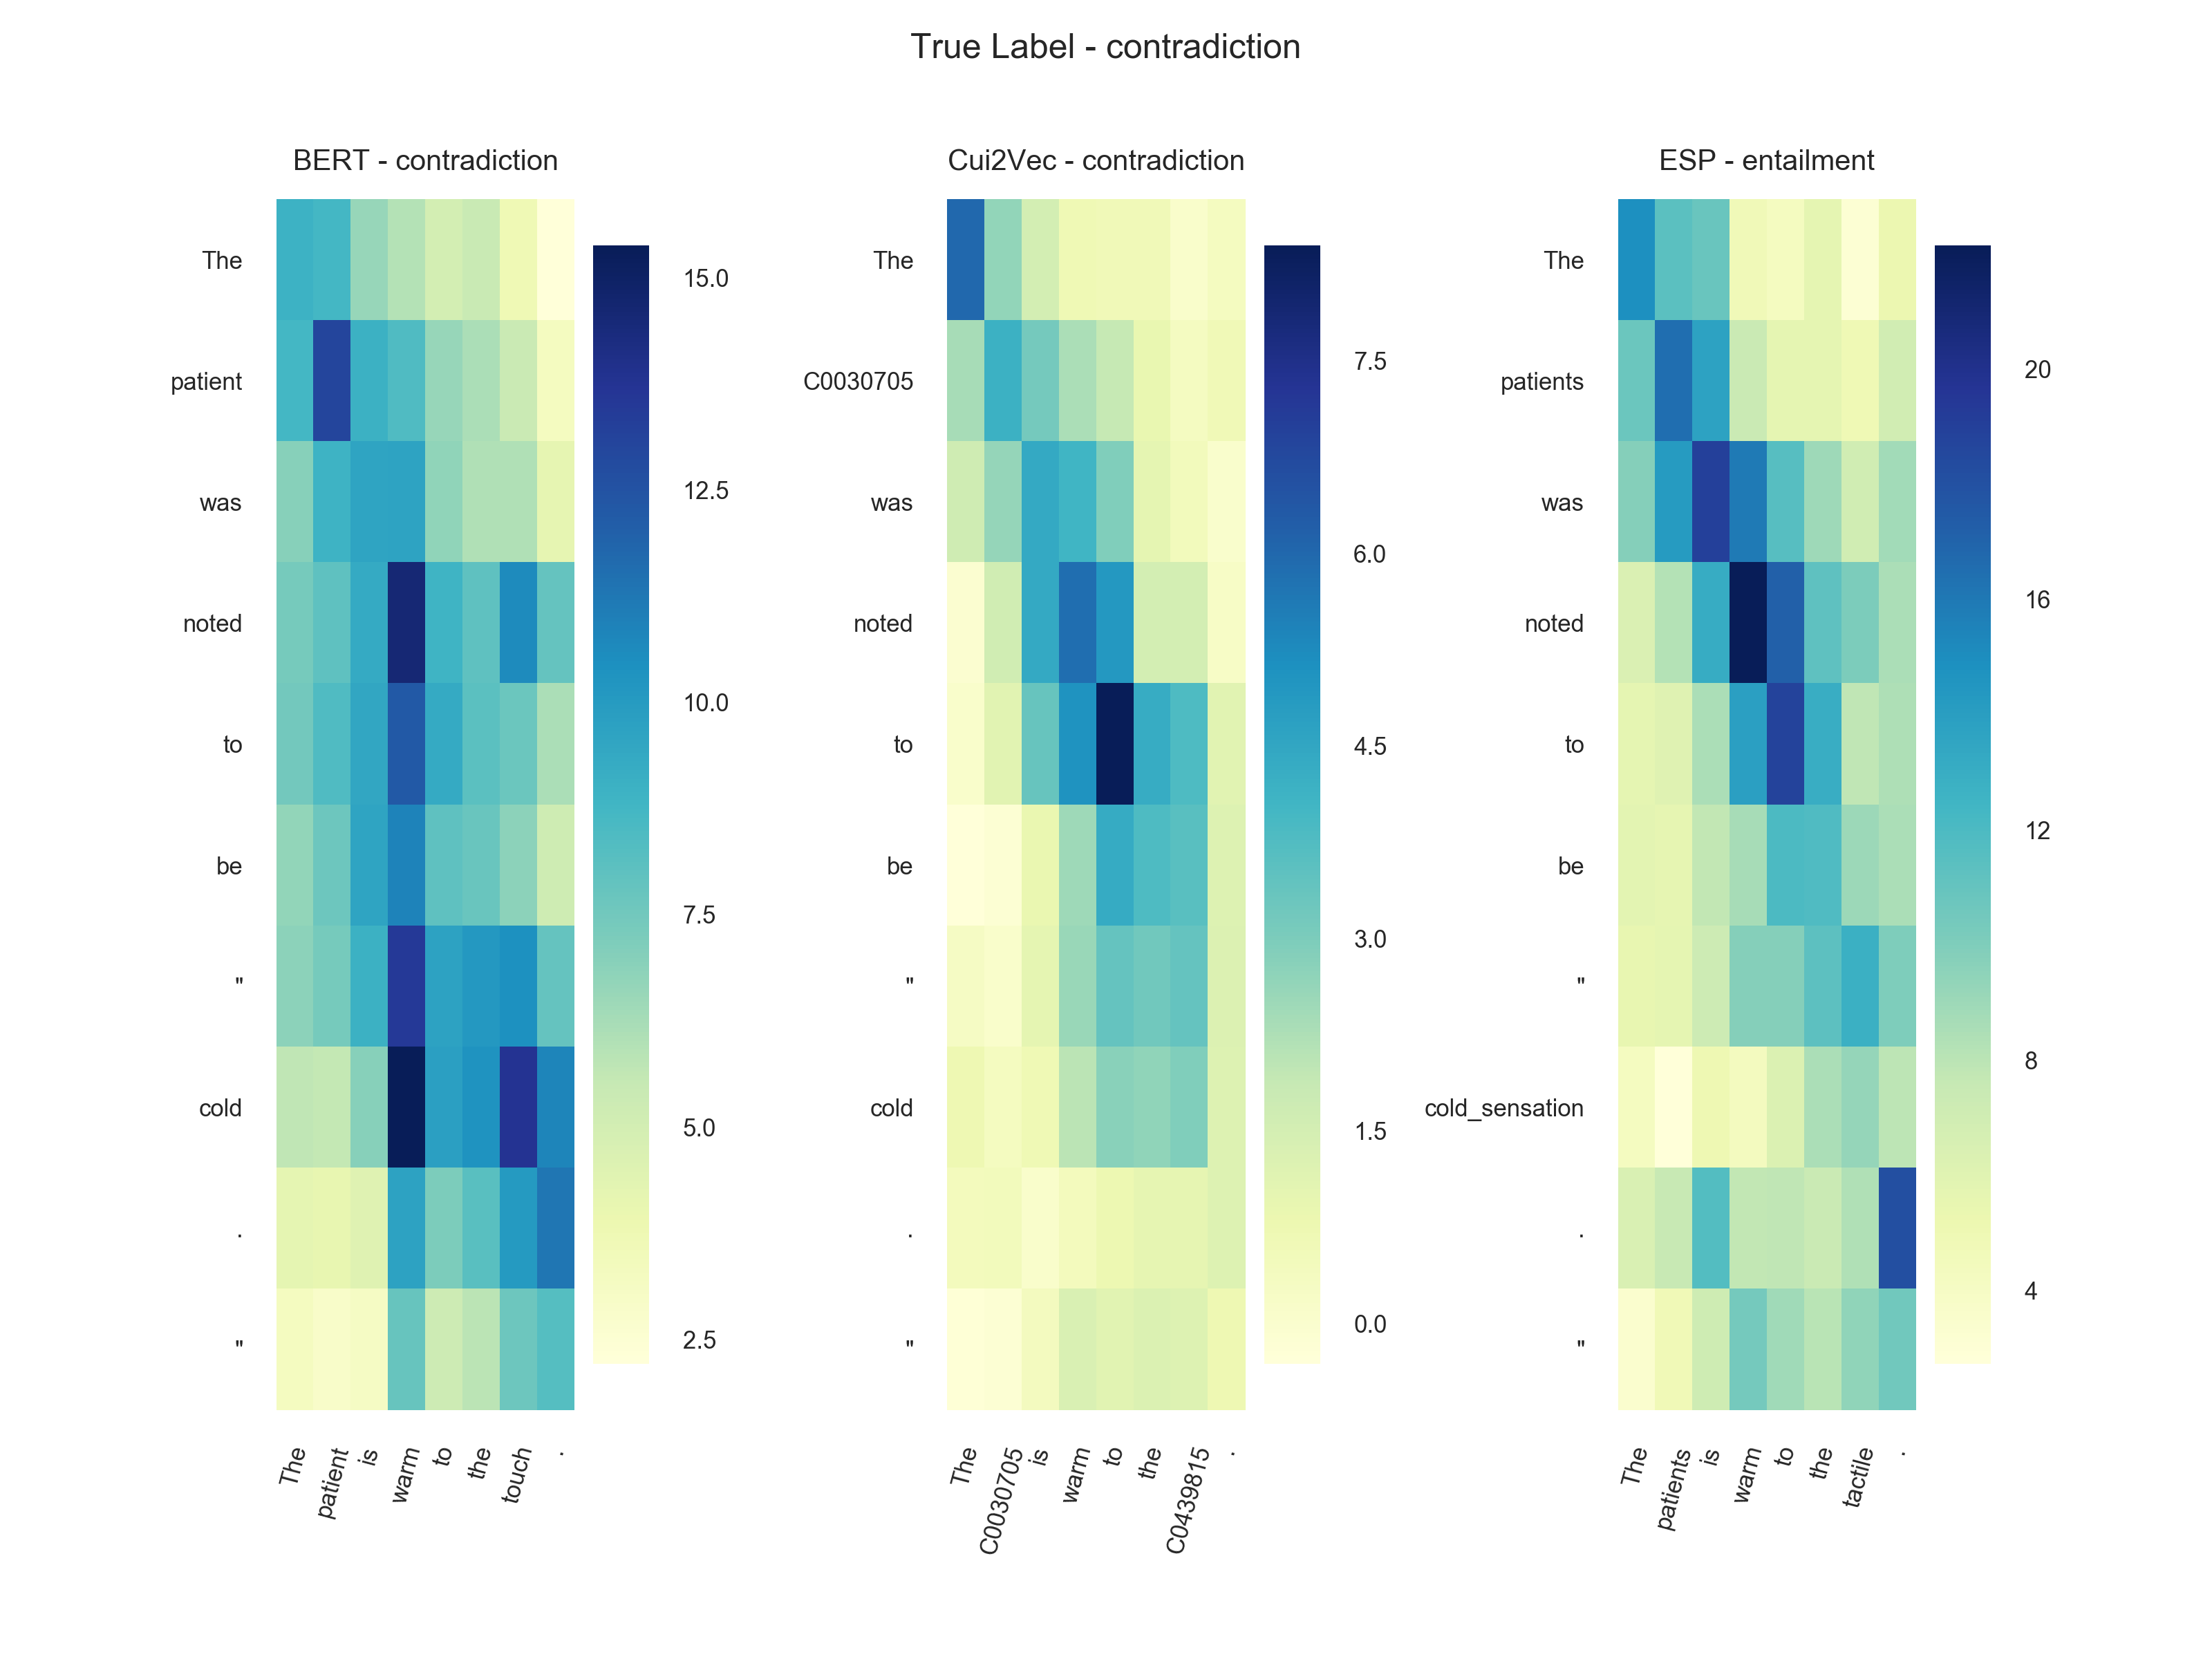 True Label - contradiction
BERT - contradiction
The
patient
was
noted
to
be
"
cold
.
"
The
patient
is
warm
to
the
touch
.
15.0
12.5
10.0
7.5
5.0
2.5
Cui2Vec - contradiction
The
C0030705
was
noted
to
be
"
cold
.
"
The
C0030705
is
warm
to
the
C0439815
.
7.5
6.0
4.5
3.0
1.5
0.0
ESP - entailment
The
patients
was
noted
to
be
"
cold_sensation
.
"
The
patients
is
warm
to
the
tactile
.
20
16
12
8
4